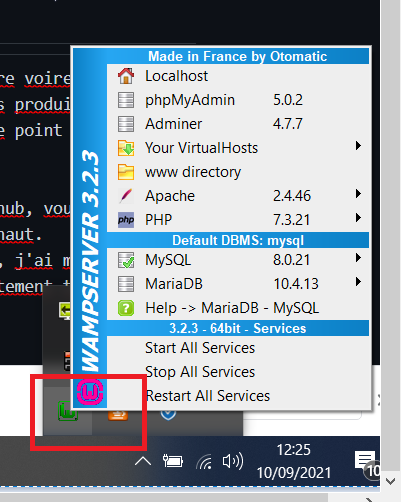 Made in France by Otomatic
re voire
Localhost
s produi
phpMyAdmin 5.0.2
e point
Adminer 4.7.7
Your VirtualHosts
www directory
Apache 2.4.46
hub, vou
PHP 7.3.21
haut.
Default DBMS: mysql
, j'ai m
MySQL 8.0.21
tement t
MariaDB 10.4.13
Help -> MariaDB - MySQL
3.2.3 - 64bit - Services
Start All Services
Stop All Services
Restart All Services
WAMPSERVER 3.2.3
12:25
10/09/2021
10